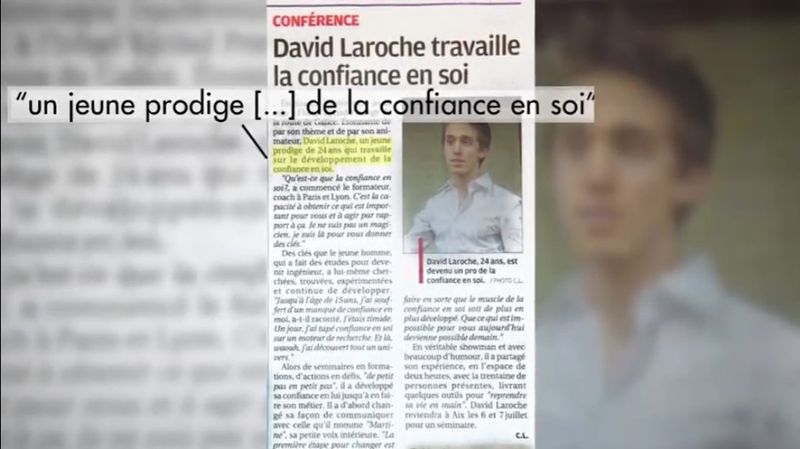 CONFÉRENCE
David Laroche travaille
la confiance en soi
“un jeune prodige [...] de la confiance en soi“
la route de Galice. Étonnante de
par son thème et de par son ani-
mateur, David Laroche, un jeune
prodige de 24 ans qui travaille
sur le développement de la
confiance en soi.
"Qu'est-ce que la confiance en
soi?, a commencé le formateur,
coach à Paris et Lyon. C'est la ca-
pacité à obtenir ce qui est impor-
tant pour vous et à agir par rap-
port à ça. Je ne suis pas un magi-
cien, je suis là pour vous donner
des clés."
Des clés que le jeune homme,
qui a fait des études pour deve-
nir ingénieur, a lui-même cher-
chées, trouvées, expérimentées
et continue de développer.
"Jusqu'à l'âge de 15 ans, j'ai souf-
fert d'un manque de confiance en
moi, a-t-il raconté. J'étais timide.
Un jour, j'ai tapé confiance en soi
sur un moteur de recherche. Et là,
waouh, j'ai découvert tout un uni-
vers."
Alors de séminaires en forma-
tions, d'actions en défis, "de petit
pas en petit pas", il a développé
sa confiance en lui jusqu'à en faire
son métier. Il a d'abord chan-
gé sa façon de communiquer
avec celle qu'il nomme "Marti-
ne", sa petite voix intérieure. "La
première étape pour changer est
David Laroche, 24 ans, est
devenu un pro de la
confiance en soi. / PHOTO C.L.
faire en sorte que le muscle de la
confiance en soi soit de plus en
plus développé. Que ce qui est im-
possible pour vous aujourd'hui
devienne possible demain."
En véritable showman et avec
beaucoup d'humour, il a partagé
son expérience, en l'espace de
deux heures, avec la trentaine de
personnes présentes, livrant
quelques outils pour "reprendre
sa vie en main". David Laroche
reviendra à Aix les 6 et 7 juillet
pour un séminaire.
C.L.